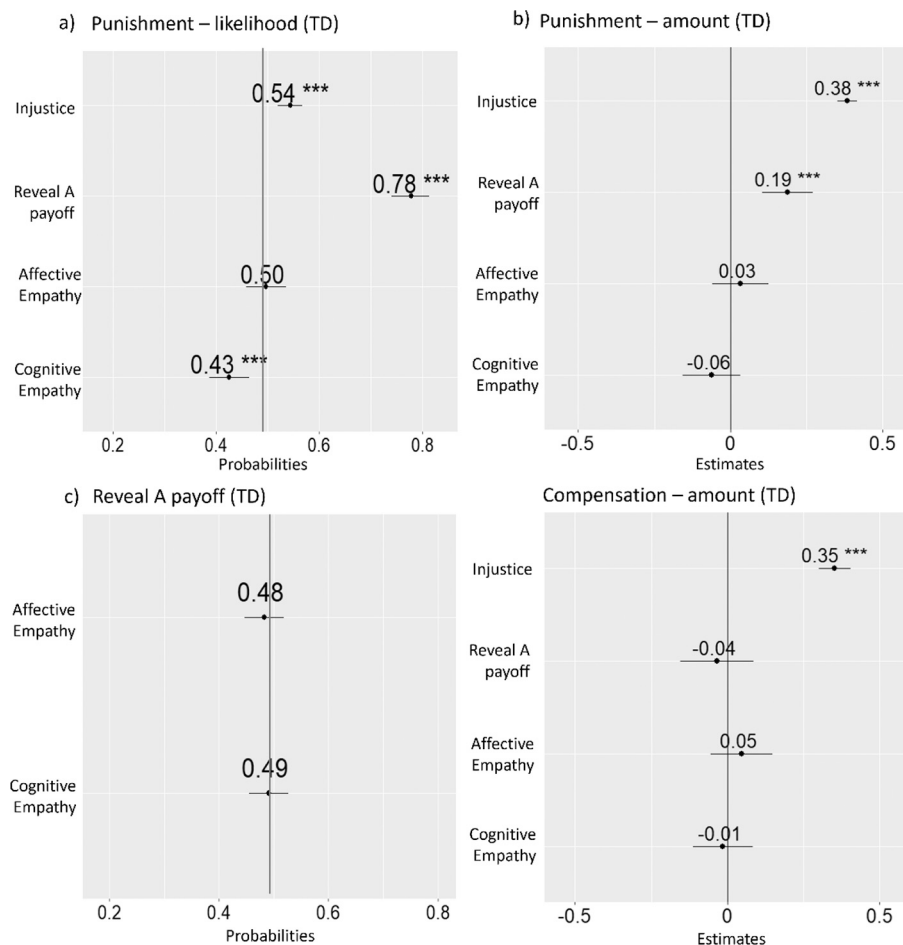 a) Punishment – likelihood (TD)
Injustice
0.54 ***
Reveal A
payoff
0.78 ***
Affective
Empathy
0.50
Cognitive
Empathy
0.43 ***
0.2 0.4 0.6 0.8
Probabilities
b) Punishment – amount (TD)
Injustice
0.38 ***
Reveal A
payoff
0.19 ***
Affective
Empathy
0.03
Cognitive
Empathy
-0.06
-0.5 0 0.5
Estimates
c) Reveal A payoff (TD)
Affective
Empathy
0.48
Cognitive
Empathy
0.49
0.2 0.4 0.6 0.8
Probabilities
Compensation – amount (TD)
Injustice
0.35 ***
Reveal A
payoff
-0.04
Affective
Empathy
0.05
Cognitive
Empathy
-0.01
-0.5 0 0.5
Estimates